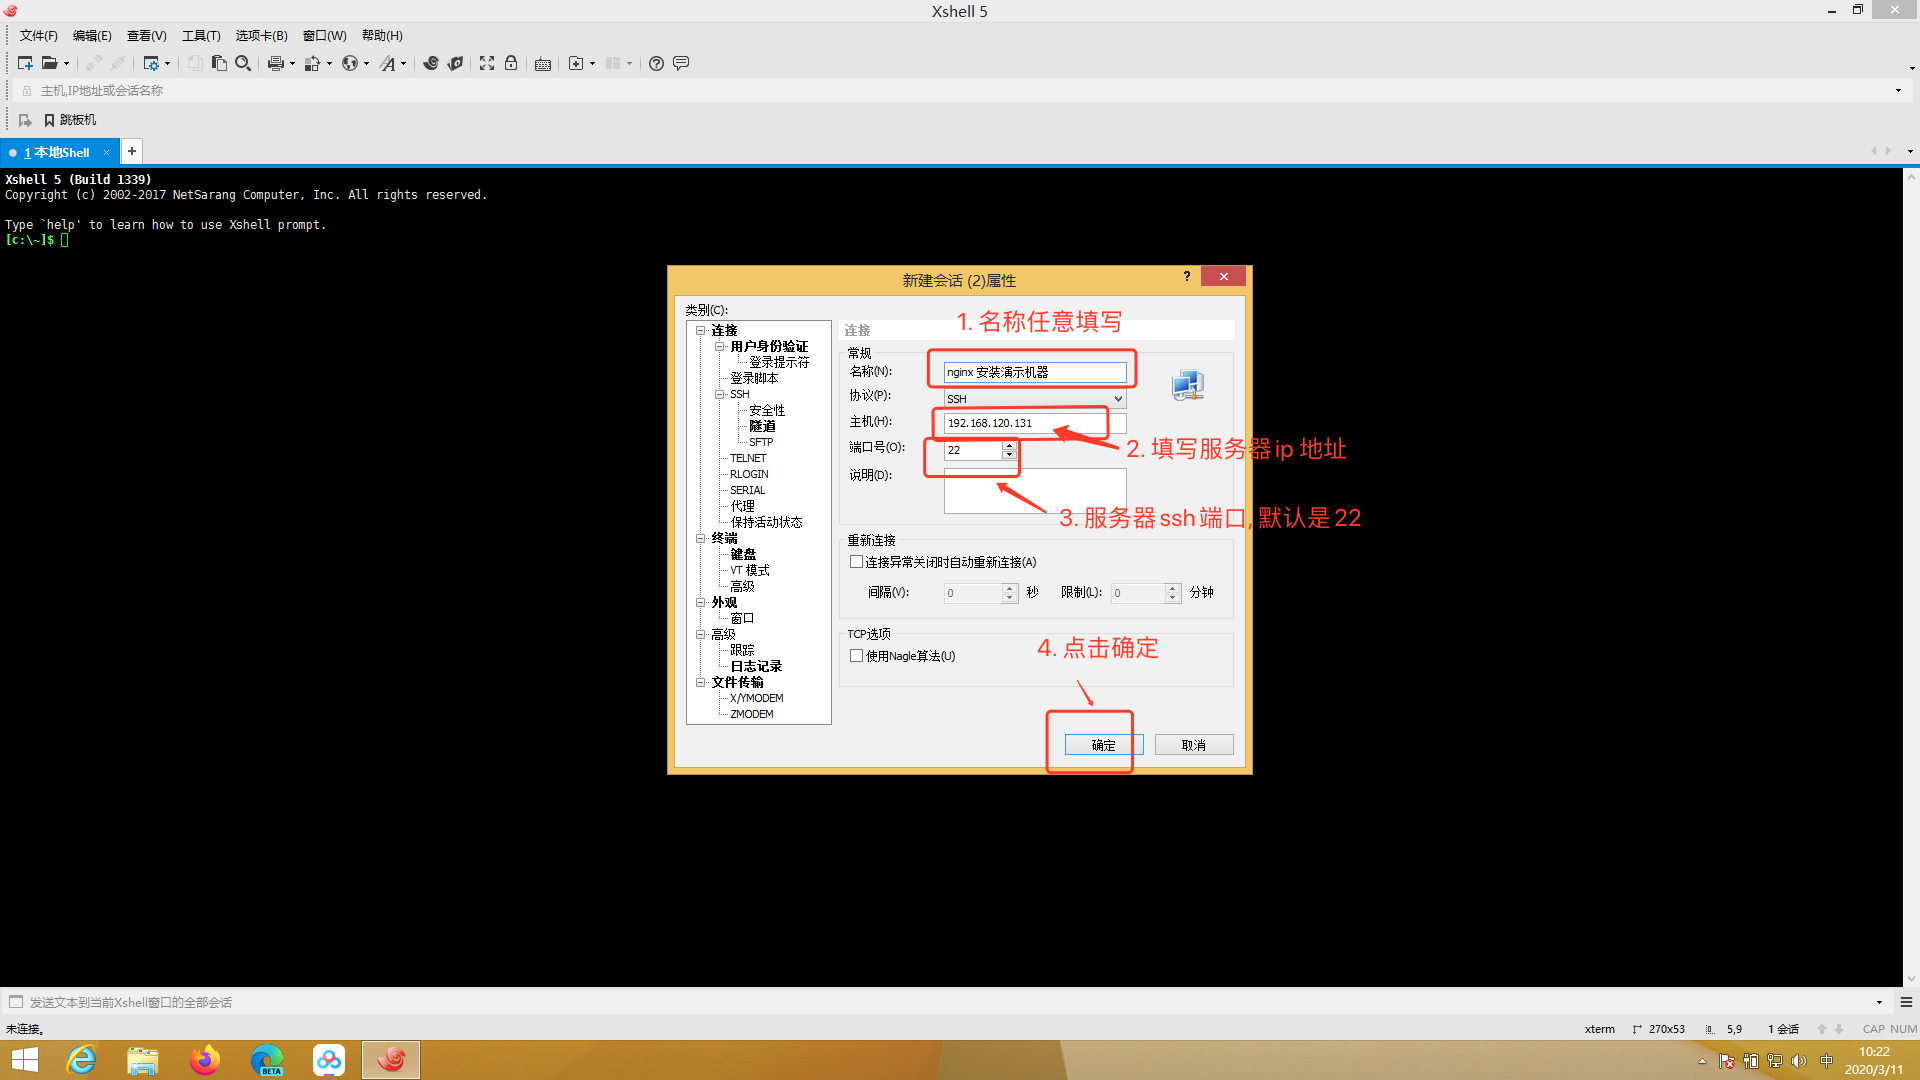 Xshell 5
文件(F) 编辑(E) 查看(V) 工具(T) 选项卡(B) 窗口(W) 帮助(H)
主机,IP地址或会话名称
跳板机
1 本地Shell × +
Xshell 5 (Build 1339)
Copyright (c) 2002-2017 NetSarang Computer, Inc. All rights reserved.
Type `help' to learn how to use Xshell prompt.
[c:\~]$
新建会话 (2)属性
?
类别(C):
连接
用户身份验证
登录提示符
登录脚本
SSH
安全性
隧道
SFTP
TELNET
RLOGIN
SERIAL
代理
保持活动状态
终端
键盘
VT 模式
高级
外观
窗口
高级
跟踪
日志记录
文件传输
X/YMODEM
ZMODEM
连接
1. 名称任意填写
常规
名称(N): nginx 安装演示机器
协议(P): SSH
主机(H): 192.168.120.131
2. 填写服务器ip 地址
端口号(O): 22
说明(D):
3. 服务器ssh端口, 默认是22
重新连接
连接异常关闭时自动重新连接(A)
间隔(V): 0 秒 限制(L): 0 分钟
TCP选项
使用Nagle算法(U)
4. 点击确定
确定 取消
发送文本到当前Xshell窗口的全部会话
未连接。 xterm 270x53 5,9 1 会话 CAP NUM
BETA
中
10:22
2020/3/11